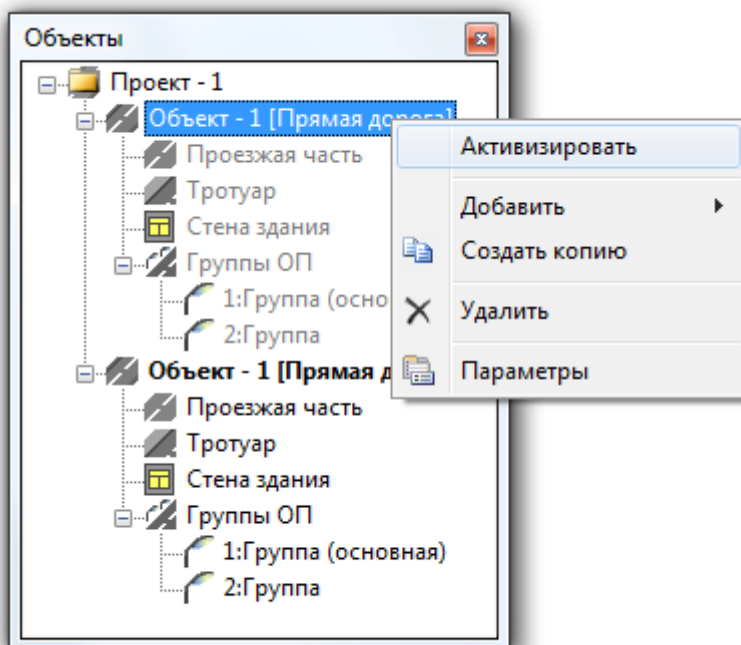 Объекты
Проект - 1
Объект - 1 [Прямая дорога]
Проезжая часть
Тротуар
Стена здания
Группы ОП
1:Группа (осно
2:Группа
Объект - 1 [Прямая д
Проезжая часть
Тротуар
Стена здания
Группы ОП
1:Группа (основная)
2:Группа
Активизировать
Добавить
Создать копию
Удалить
Параметры